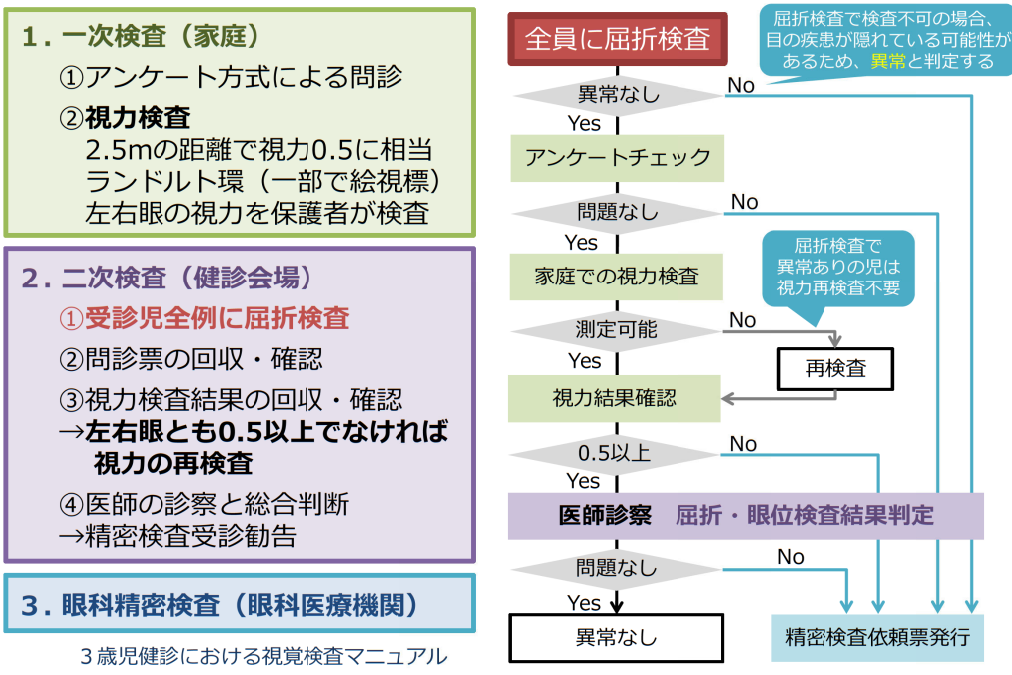 1. 一次検査（家庭）
①アンケート方式による問診
②視力検査
2.5mの距離で視力0.5に相当
ランドルト環（一部で絵視標）
左右眼の視力を保護者が検査
2. 二次検査（健診会場）
①受診児全例に屈折検査
②問診票の回収・確認
③視力検査結果の回収・確認
→左右眼とも0.5以上でなければ
視力の再検査
④医師の診察と総合判断
→精密検査受診勧告
3. 眼科精密検査（眼科医療機関）
３歳児健診における視覚検査マニュアル
全員に屈折検査
屈折検査で検査不可の場合、
目の疾患が隠れている可能性が
あるため、異常と判定する
異常なし
No
Yes
アンケートチェック
問題なし
No
Yes
屈折検査で
異常ありの児は
視力再検査不要
家庭での視力検査
測定可能
No
Yes
再検査
視力結果確認
0.5以上
No
Yes
医師診察 屈折・眼位検査結果判定
問題なし
No
Yes
異常なし
精密検査依頼票発行